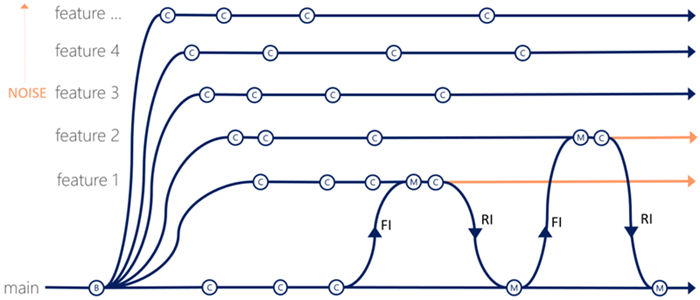 feature ... C C C C
feature 4 C C C C
NOISE feature 3 C C C C
feature 2 C C C M C
feature 1 C C C M C
FI RI FI RI
main B C C C M M